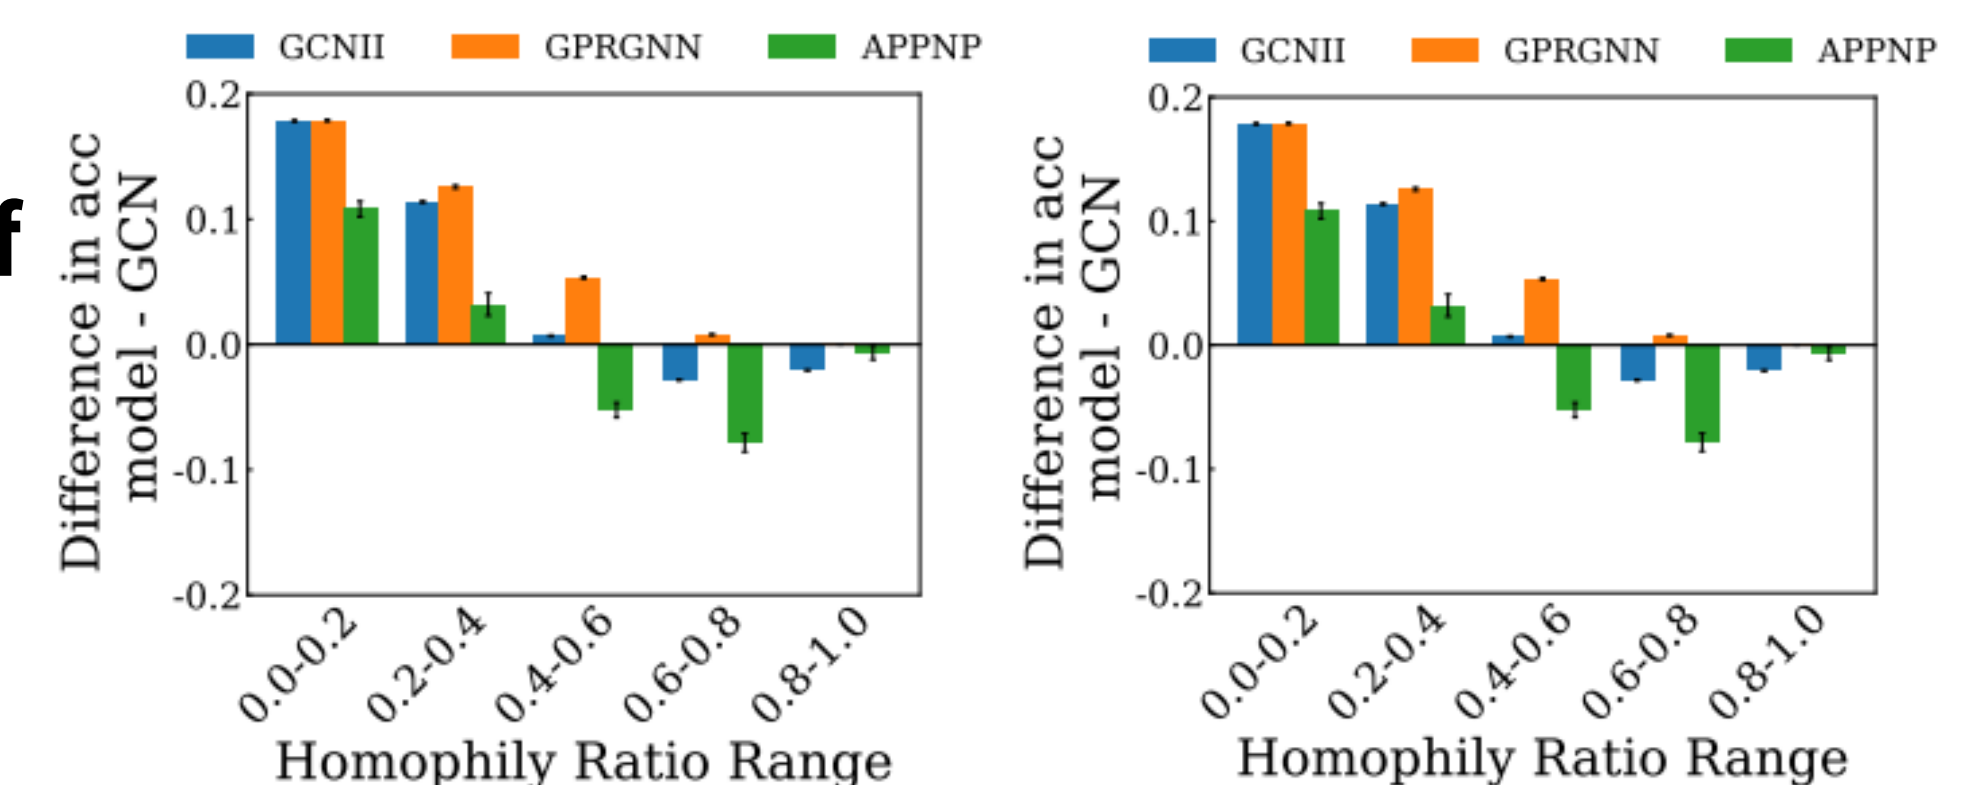 GCNII GPRGNN APPNP
0.2
0.1
0.0
-0.1
-0.2
Difference in acc
model - GCN
0.0-0.2 0.2-0.4 0.4-0.6 0.6-0.8 0.8-1.0
Homophily Ratio Range
f
GCNII GPRGNN APPNP
0.2
0.1
0.0
-0.1
-0.2
Difference in acc
model - GCN
0.0-0.2 0.2-0.4 0.4-0.6 0.6-0.8 0.8-1.0
Homophily Ratio Range